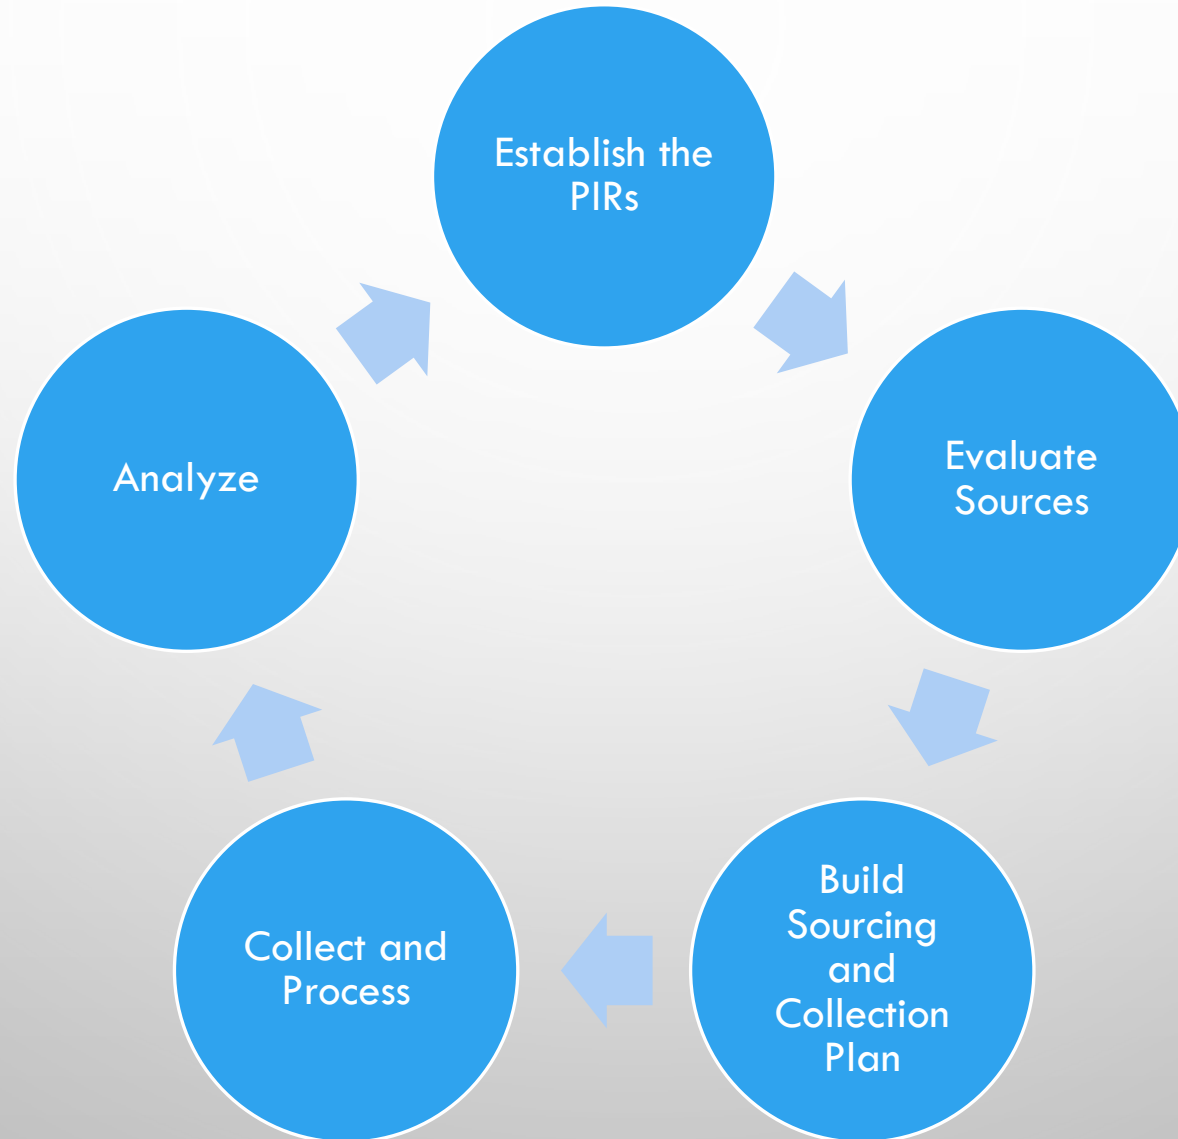 Establish the
PIRs
Evaluate
Sources
Build
Sourcing
and
Collection
Plan
Collect and
Process
Analyze